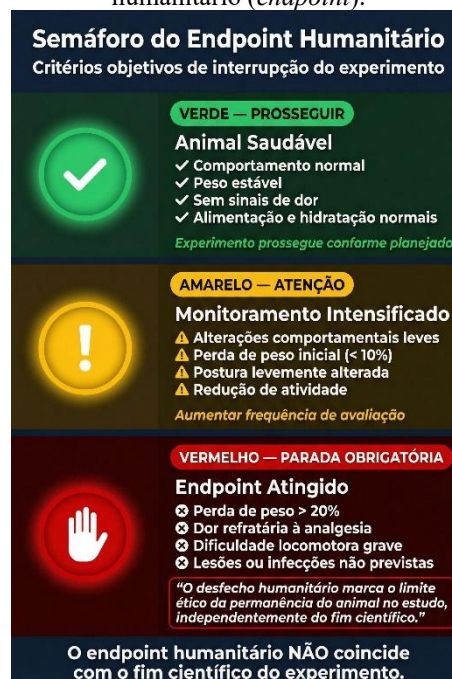 humanitário (endpoint).
Semáforo do Endpoint Humanitário
Critérios objetivos de interrupção do experimento
VERDE — PROSSEGUIR
Animal Saudável
✓ Comportamento normal
✓ Peso estável
✓ Sem sinais de dor
✓ Alimentação e hidratação normais
Experimento prossegue conforme planejado
AMARELO — ATENÇÃO
Monitoramento Intensificado
Alterações comportamentais leves
Perda de peso inicial (< 10%)
Postura levemente alterada
Redução de atividade
Aumentar frequência de avaliação
VERMELHO — PARADA OBRIGATÓRIA
Endpoint Atingido
Perda de peso > 20%
Dor refratária à analgesia
Dificuldade locomotora grave
Lesões ou infecções não previstas
"O desfecho humanitário marca o limite
ético da permanência do animal no estudo,
independentemente do fim científico."
O endpoint humanitário NÃO coincide
com o fim científico do experimento.